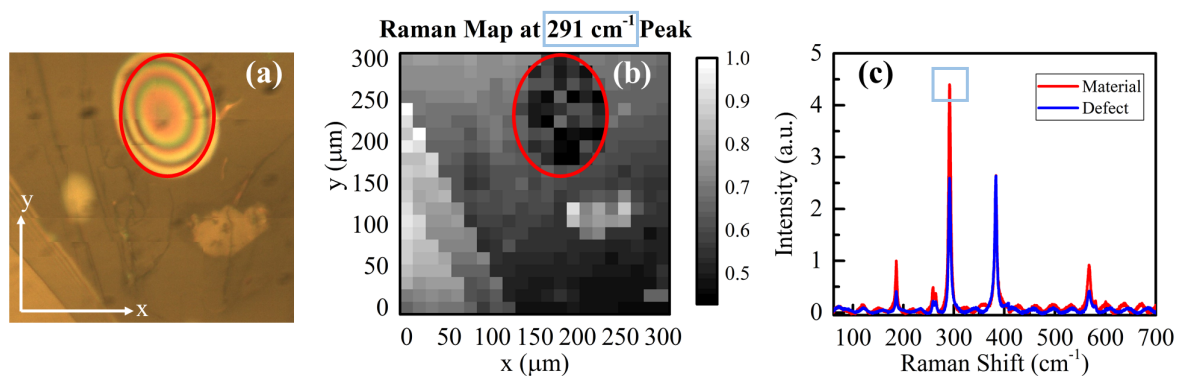 (a)
y
x
Raman Map at 291 cm⁻¹ Peak
(b)
300
250
200
150
100
50
0
y (μm)
0 50 100 150 200 250 300
x (μm)
1.0
0.9
0.8
0.7
0.6
0.5
(c)
Material
Defect
5
4
3
2
1
0
Intensity (a.u.)
100 200 300 400 500 600 700
Raman Shift (cm⁻¹)